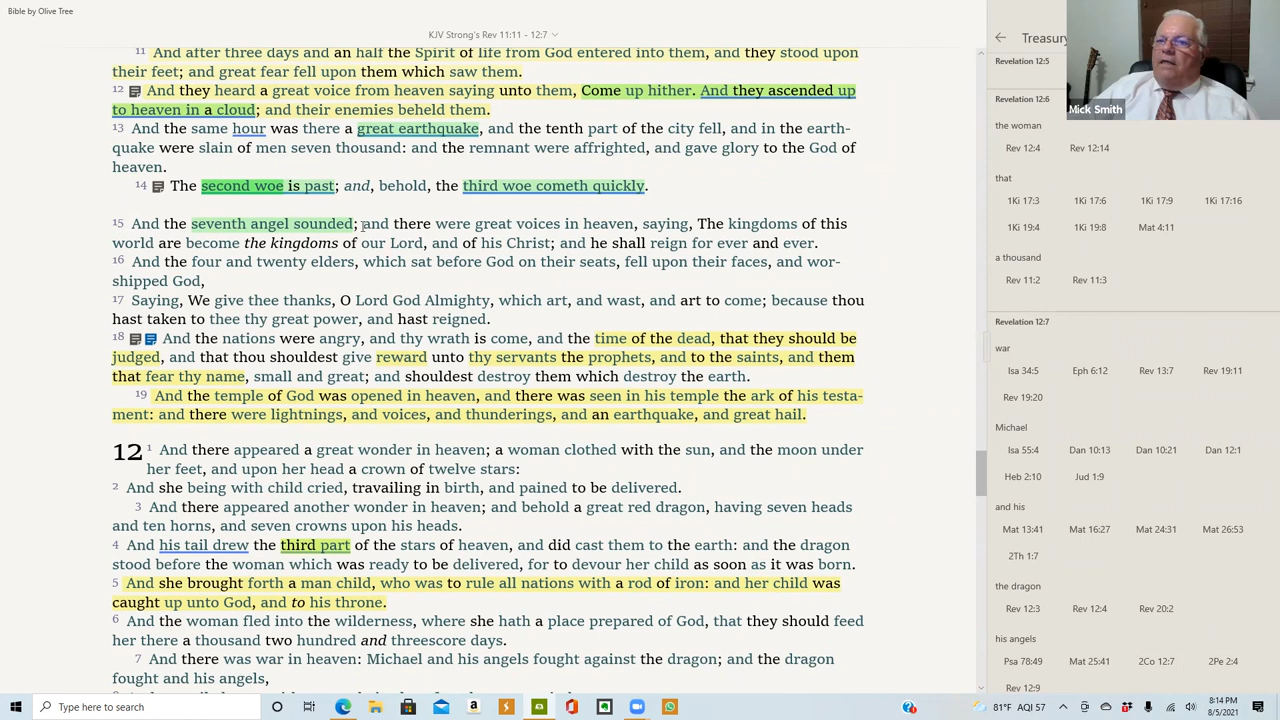 Bible by Olive Tree
KJV Strong's Rev 11:11 - 12:7
11 And after three days and an half the Spirit of life from God entered into them, and they stood upon
their feet; and great fear fell upon them which saw them.
12 And they heard a great voice from heaven saying unto them, Come up hither. And they ascended up
to heaven in a cloud; and their enemies beheld them.
13 And the same hour was there a great earthquake, and the tenth part of the city fell, and in the earth-
quake were slain of men seven thousand: and the remnant were affrighted, and gave glory to the God of
heaven.
14 The second woe is past; and, behold, the third woe cometh quickly.
15 And the seventh angel sounded; and there were great voices in heaven, saying, The kingdoms of this
world are become the kingdoms of our Lord, and of his Christ; and he shall reign for ever and ever.
16 And the four and twenty elders, which sat before God on their seats, fell upon their faces, and wor-
shipped God,
17 Saying, We give thee thanks, O Lord God Almighty, which art, and wast, and art to come; because thou
hast taken to thee thy great power, and hast reigned.
18 And the nations were angry, and thy wrath is come, and the time of the dead, that they should be
judged, and that thou shouldest give reward unto thy servants the prophets, and to the saints, and them
that fear thy name, small and great; and shouldest destroy them which destroy the earth.
19 And the temple of God was opened in heaven, and there was seen in his temple the ark of his testa-
ment: and there were lightnings, and voices, and thunderings, and an earthquake, and great hail.
12 1 And there appeared a great wonder in heaven; a woman clothed with the sun, and the moon under
her feet, and upon her head a crown of twelve stars:
2 And she being with child cried, travailing in birth, and pained to be delivered.
3 And there appeared another wonder in heaven; and behold a great red dragon, having seven heads
and ten horns, and seven crowns upon his heads.
4 And his tail drew the third part of the stars of heaven, and did cast them to the earth: and the dragon
stood before the woman which was ready to be delivered, for to devour her child as soon as it was born.
5 And she brought forth a man child, who was to rule all nations with a rod of iron: and her child was
caught up unto God, and to his throne.
6 And the woman fled into the wilderness, where she hath a place prepared of God, that they should feed
her there a thousand two hundred and threescore days.
7 And there was war in heaven: Michael and his angels fought against the dragon; and the dragon
fought and his angels,
Treasury
Mick Smith
Revelation 12:5
Revelation 12:6
the woman
Rev 12:4 Rev 12:14
that
1Ki 17:3 1Ki 17:6 1Ki 17:9 1Ki 17:16
1Ki 19:4 1Ki 19:8 Mat 4:11
a thousand
Rev 11:2 Rev 11:3
Revelation 12:7
war
Isa 34:5 Eph 6:12 Rev 13:7 Rev 19:11
Rev 19:20
Michael
Isa 55:4 Dan 10:13 Dan 10:21 Dan 12:1
Heb 2:10 Jud 1:9
and his
Mat 13:41 Mat 16:27 Mat 24:31 Mat 26:53
2Th 1:7
the dragon
Rev 12:3 Rev 12:4 Rev 20:2
his angels
Psa 78:49 Mat 25:41 2Co 12:7 2Pe 2:4
Rev 12:9
Type here to search
81°F AQI 57
8:14 PM
8/5/2021